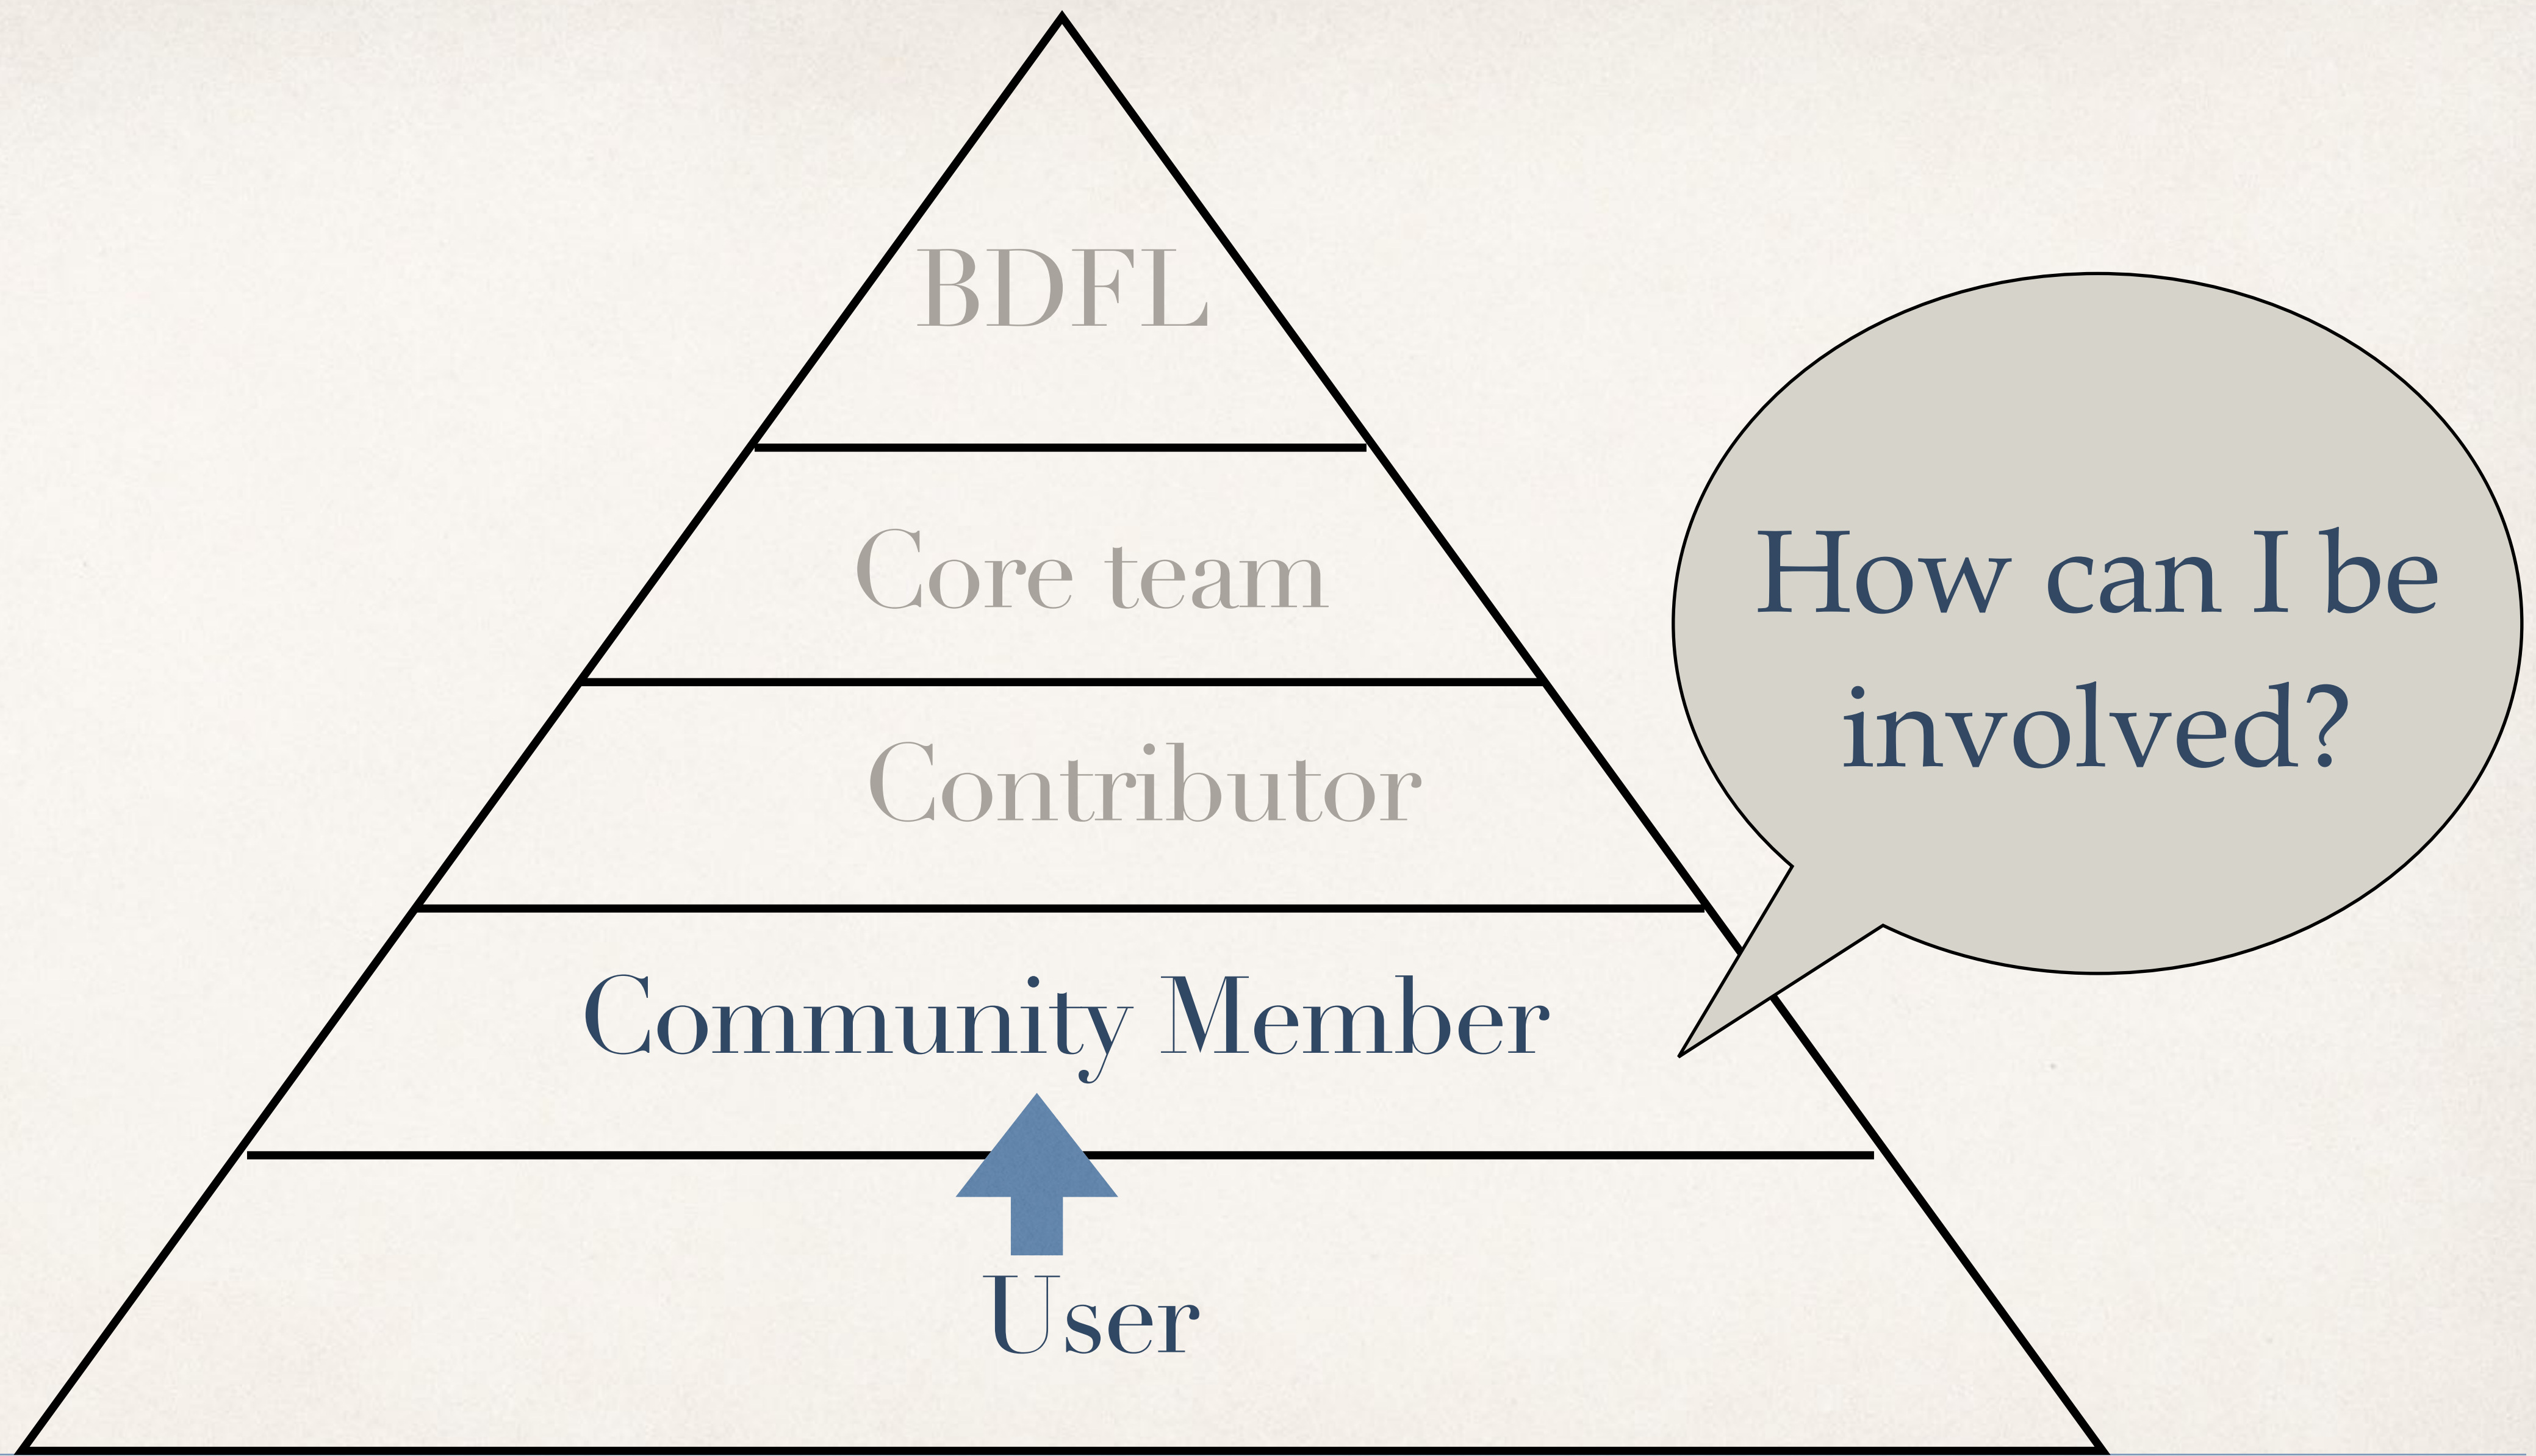 BDFL
Core team
Contributor
Community Member
User
How can I be
involved?